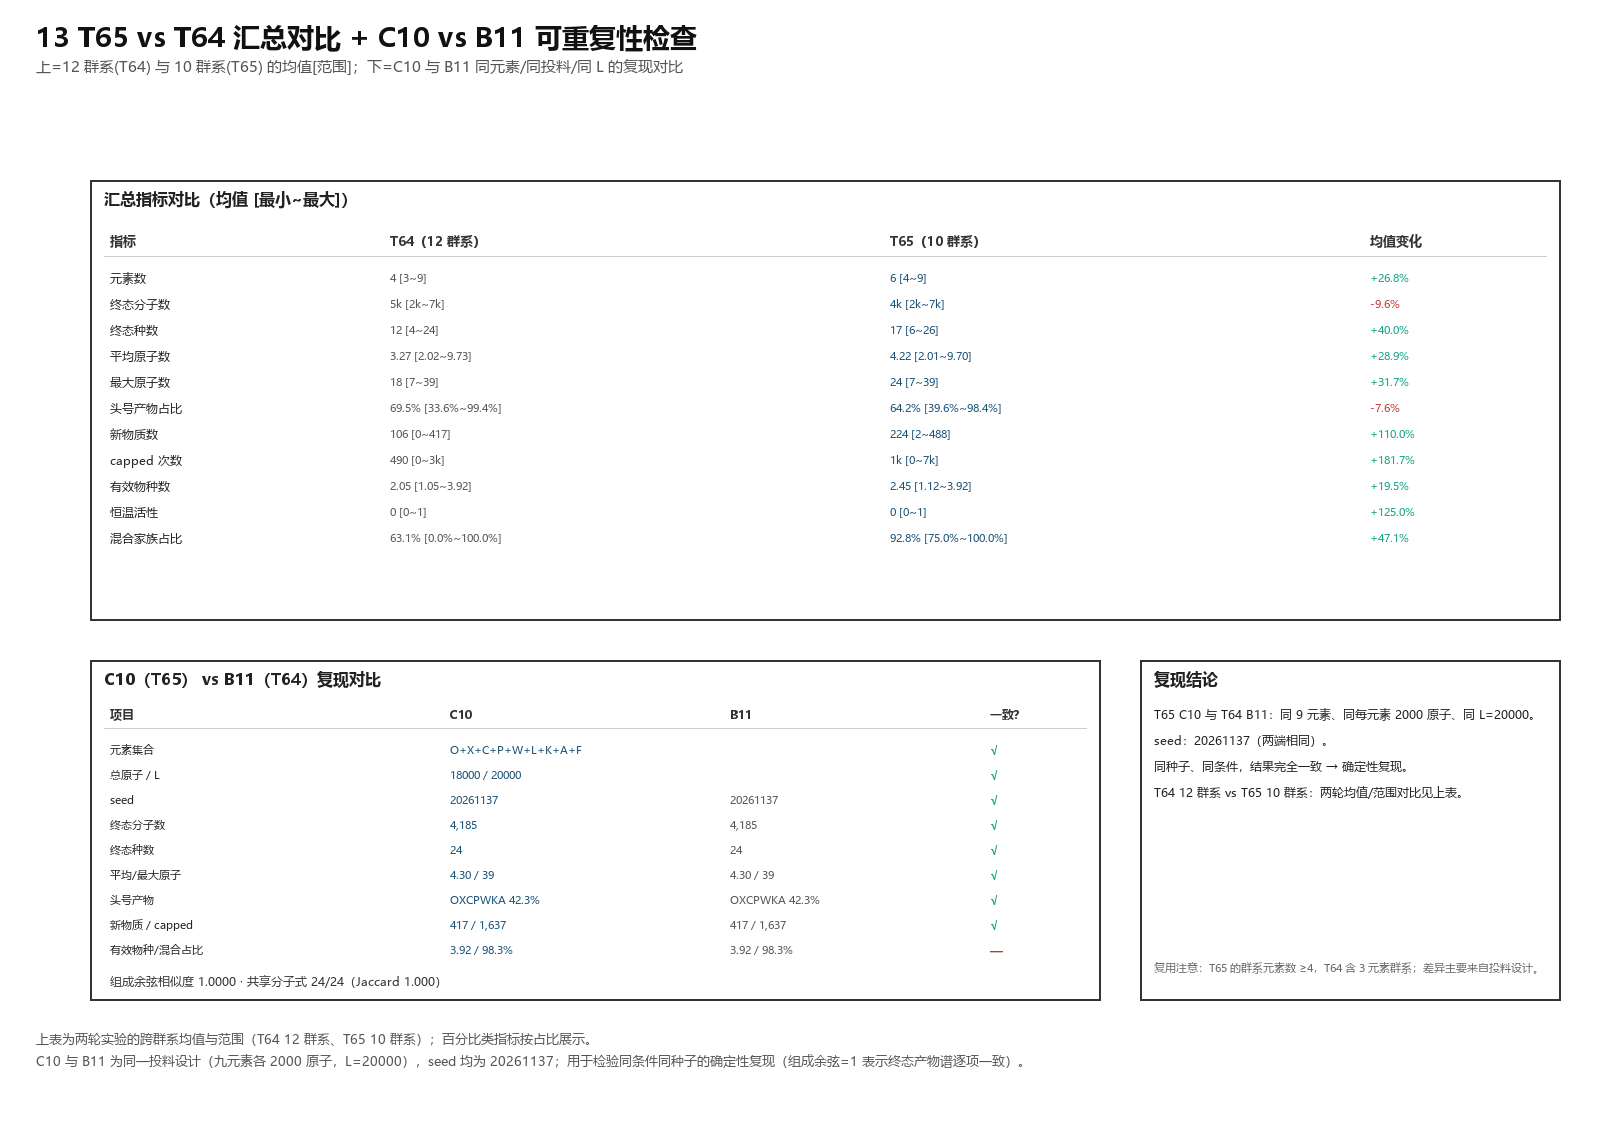 13 T65 vs T64 汇总对比 + C10 vs B11 可重复性检查
上=12 群系(T64) 与 10 群系(T65) 的均值[范围]；下=C10 与 B11 同元素/同投料/同 L 的复现对比
汇总指标对比（均值 [最小~最大]）
指标 T64（12 群系） T65（10 群系） 均值变化
元素数 4 [3~9] 6 [4~9] +26.8%
终态分子数 5k [2k~7k] 4k [2k~7k] -9.6%
终态种数 12 [4~24] 17 [6~26] +40.0%
平均原子数 3.27 [2.02~9.73] 4.22 [2.01~9.70] +28.9%
最大原子数 18 [7~39] 24 [7~39] +31.7%
头号产物占比 69.5% [33.6%~99.4%] 64.2% [39.6%~98.4%] -7.6%
新物质数 106 [0~417] 224 [2~488] +110.0%
capped 次数 490 [0~3k] 1k [0~7k] +181.7%
有效物种数 2.05 [1.05~3.92] 2.45 [1.12~3.92] +19.5%
恒温活性 0 [0~1] 0 [0~1] +125.0%
混合家族占比 63.1% [0.0%~100.0%] 92.8% [75.0%~100.0%] +47.1%
C10（T65） vs B11（T64）复现对比
项目 C10 B11 一致?
元素集合 O+X+C+P+W+L+K+A+F √
总原子 / L 18000 / 20000 √
seed 20261137 20261137 √
终态分子数 4,185 4,185 √
终态种数 24 24 √
平均/最大原子 4.30 / 39 4.30 / 39 √
头号产物 OXCPWKA 42.3% OXCPWKA 42.3% √
新物质 / capped 417 / 1,637 417 / 1,637 √
有效物种/混合占比 3.92 / 98.3% 3.92 / 98.3% —
组成余弦相似度 1.0000 · 共享分子式 24/24（Jaccard 1.000）
复现结论
T65 C10 与 T64 B11：同 9 元素、同每元素 2000 原子、同 L=20000。
seed：20261137（两端相同）。
同种子、同条件，结果完全一致 → 确定性复现。
T64 12 群系 vs T65 10 群系：两轮均值/范围对比见上表。
复用注意：T65 的群系元素数 ≥4，T64 含 3 元素群系；差异主要来自投料设计。
上表为两轮实验的跨群系均值与范围（T64 12 群系、T65 10 群系）；百分比类指标按占比展示。
C10 与 B11 为同一投料设计（九元素各 2000 原子，L=20000），seed 均为 20261137；用于检验同条件同种子的确定性复现（组成余弦=1 表示终态产物谱逐项一致）。